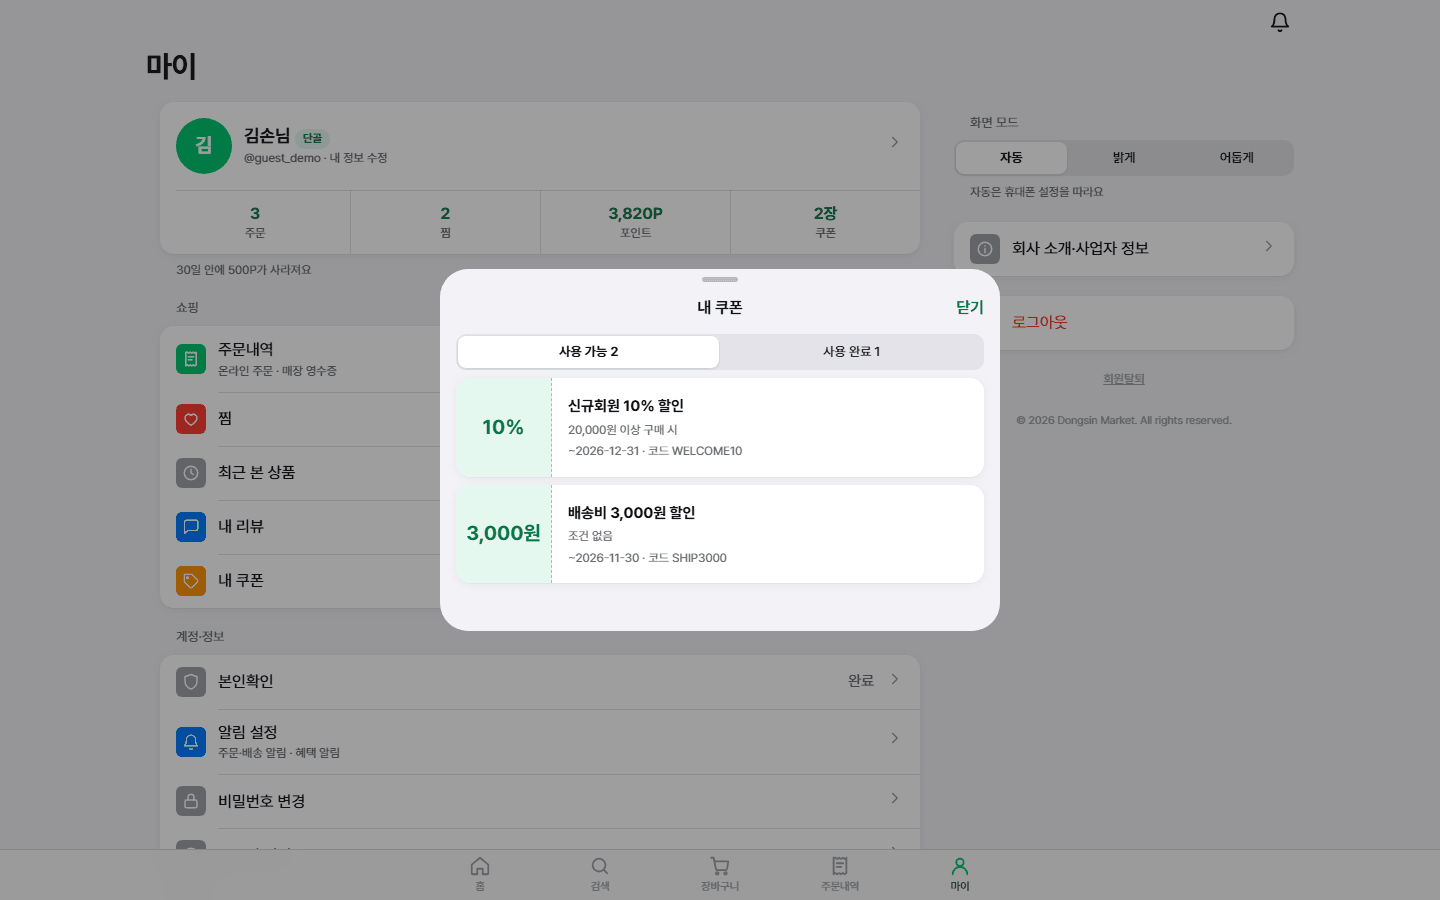 마이
김
김손님 단골
@guest_demo · 내 정보 수정
3
주문
2
찜
3,820P
포인트
2장
쿠폰
30일 안에 500P가 사라져요
쇼핑
주문내역
온라인 주문 · 매장 영수증
찜
최근 본 상품
내 리뷰
내 쿠폰
계정·정보
본인확인
완료
알림 설정
주문·배송 알림 · 혜택 알림
비밀번호 변경
화면 모드
자동
밝게
어둡게
자동은 휴대폰 설정을 따라요
회사 소개·사업자 정보
로그아웃
회원탈퇴
© 2026 Dongsin Market. All rights reserved.
내 쿠폰
닫기
사용 가능 2
사용 완료 1
10%
신규회원 10% 할인
20,000원 이상 구매 시
~2026-12-31 · 코드 WELCOME10
3,000원
배송비 3,000원 할인
조건 없음
~2026-11-30 · 코드 SHIP3000
홈
검색
장바구니
주문내역
마이